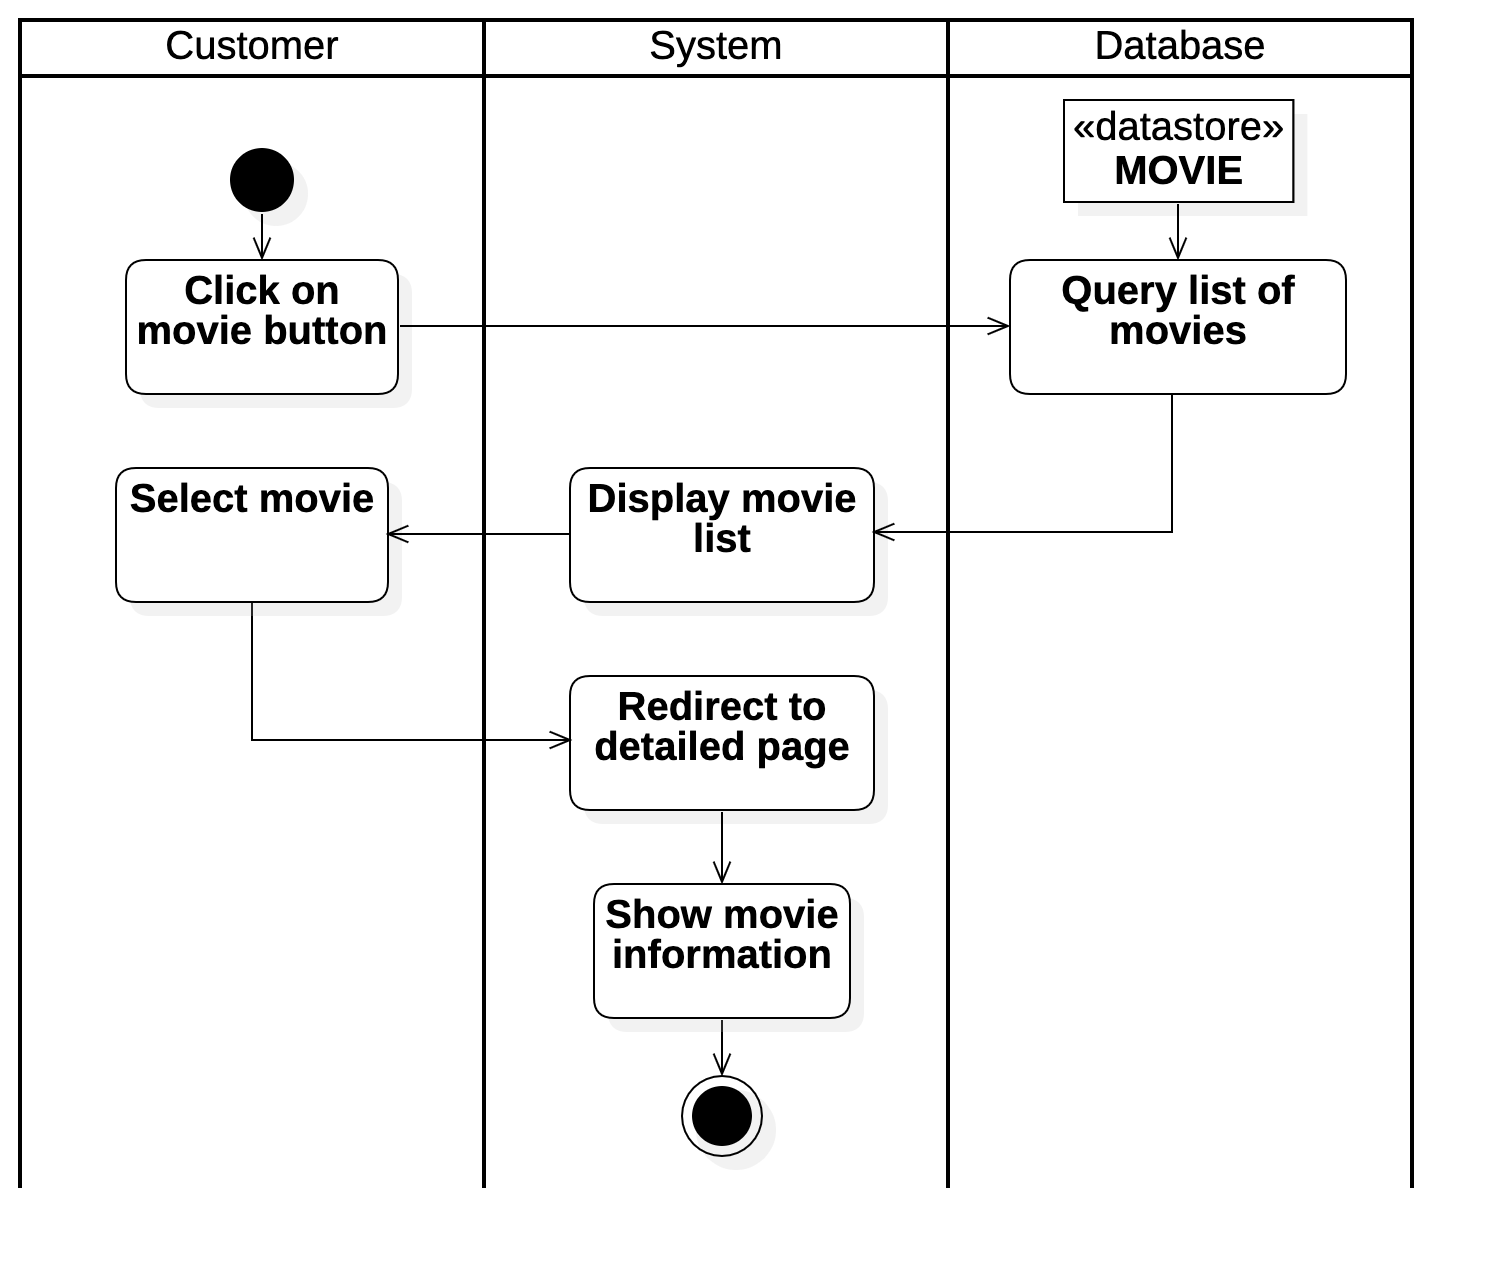 Customer
System
Database
«datastore»
MOVIE
Click on
movie button
Query list of
movies
Select movie
Display movie
list
Redirect to
detailed page
Show movie
information